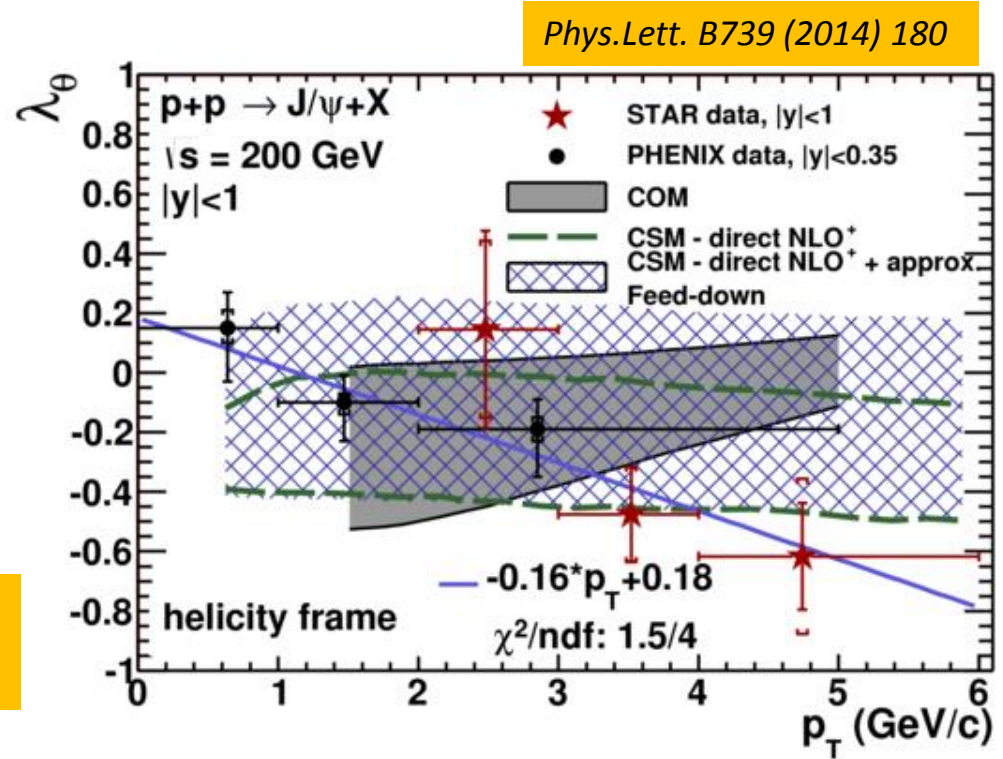 Phys.Lett. B739 (2014) 180
λθ
p+p → J/ψ+X
√s = 200 GeV
|y|<1
STAR data, |y|<1
PHENIX data, |y|<0.35
COM
CSM - direct NLO⁺
CSM - direct NLO⁺ + approx.
Feed-down
1
0.8
0.6
0.4
0.2
0
-0.2
-0.4
-0.6
-0.8
-1
-0.16*pT+0.18
helicity frame
χ²/ndf: 1.5/4
0 1 2 3 4 5 6
pT (GeV/c)